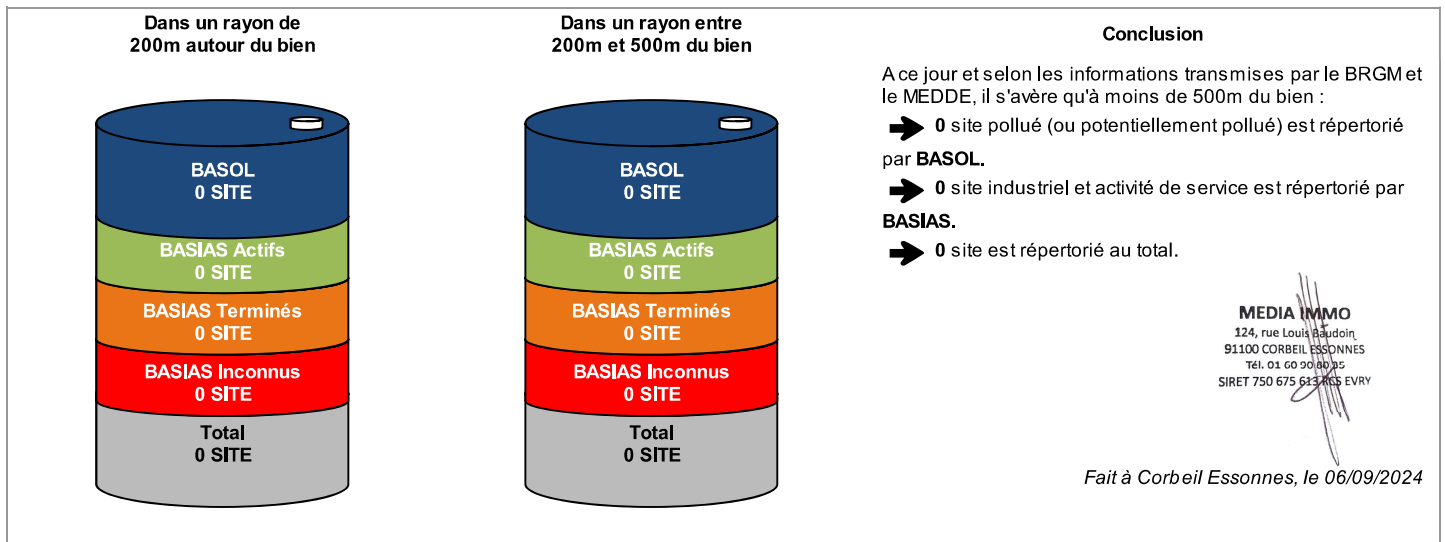 Dans un rayon de
200m autour du bien
BASOL
0 SITE
BASIAS Actifs
0 SITE
BASIAS Terminés
0 SITE
BASIAS Inconnus
0 SITE
Total
0 SITE
Dans un rayon entre
200m et 500m du bien
BASOL
0 SITE
BASIAS Actifs
0 SITE
BASIAS Terminés
0 SITE
BASIAS Inconnus
0 SITE
Total
0 SITE
Conclusion
A ce jour et selon les informations transmises par le BRGM et
le MEDDE, il s'avère qu'à moins de 500m du bien :
0 site pollué (ou potentiellement pollué) est répertorié
par BASOL.
0 site industriel et activité de service est répertorié par
BASIAS.
0 site est répertorié au total.
MEDIA IMMO
124, rue Louis Baudoin
91100 CORBEIL ESSONNES
Tél. 01 60 90
SIRET 750 675 613 RCS EVRY
Fait à Corbeil Essonnes, le 06/09/2024